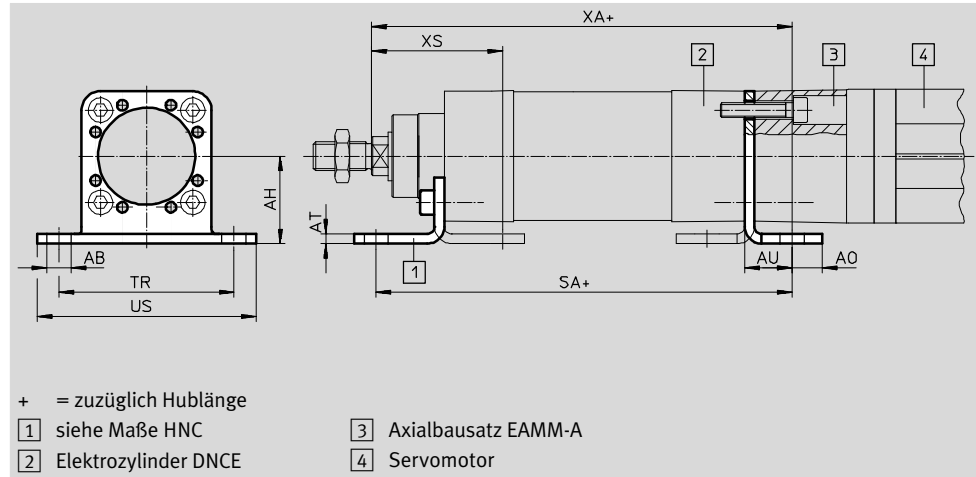 XA+
XS
2
3
4
AH
AT
AB
TR
US
1
AU
AO
SA+
+ = zuzüglich Hublänge
1 siehe Maße HNC
2 Elektrozylinder DNCE
3 Axialbausatz EAMM-A
4 Servomotor